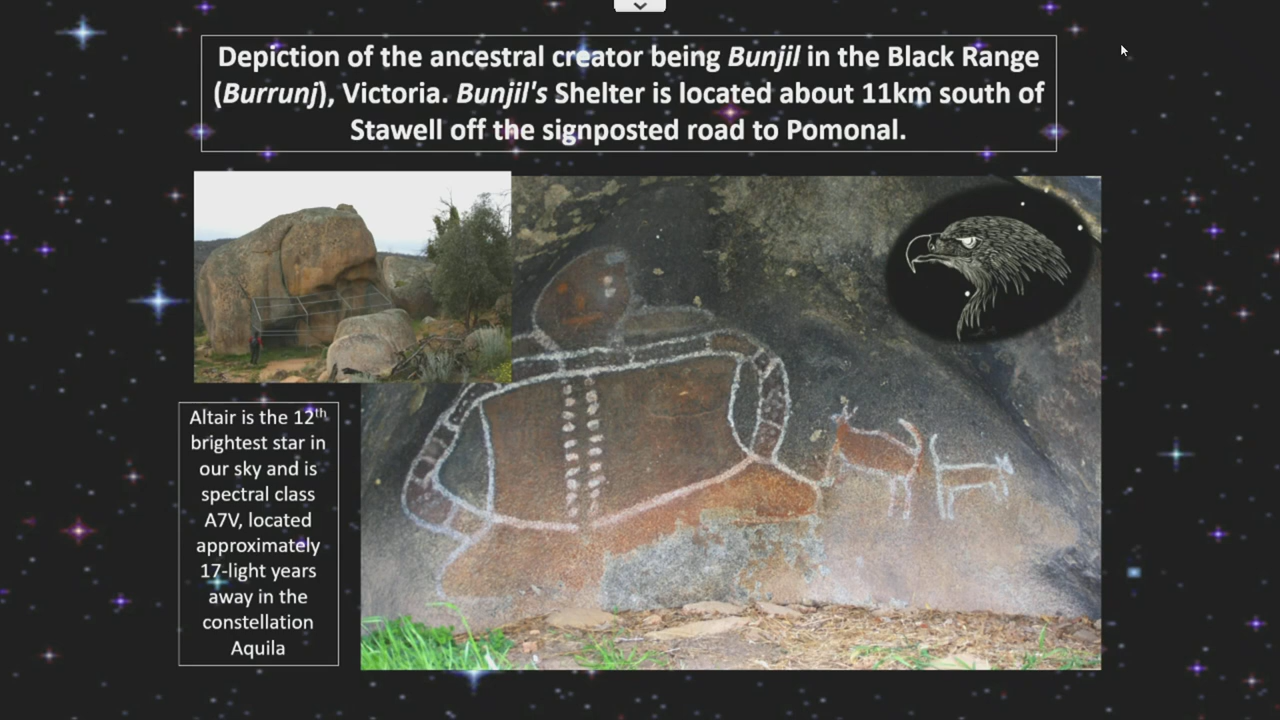 Depiction of the ancestral creator being Bunjil in the Black Range
(Burrunj), Victoria. Bunjil's Shelter is located about 11km south of
Stawell off the signposted road to Pomonal.
Altair is the 12th
brightest star in
our sky and is
spectral class
A7V, located
approximately
17-light years
away in the
constellation
Aquila